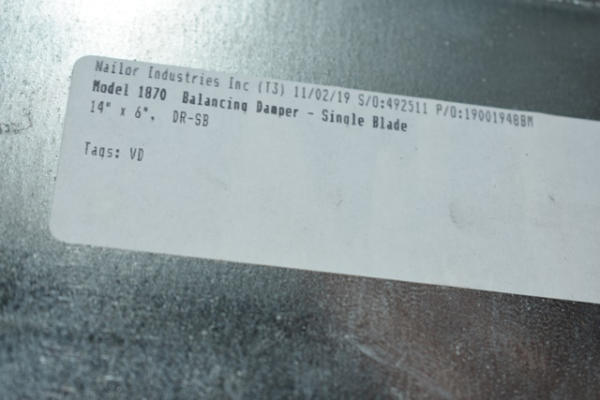 Nailor Industries Inc (T3) 11/02/19 S/O:492511 P/O:19001948BM
Model 1870 Balancing Damper - Single Blade
14" x 6", DR-SB
Tags: VD